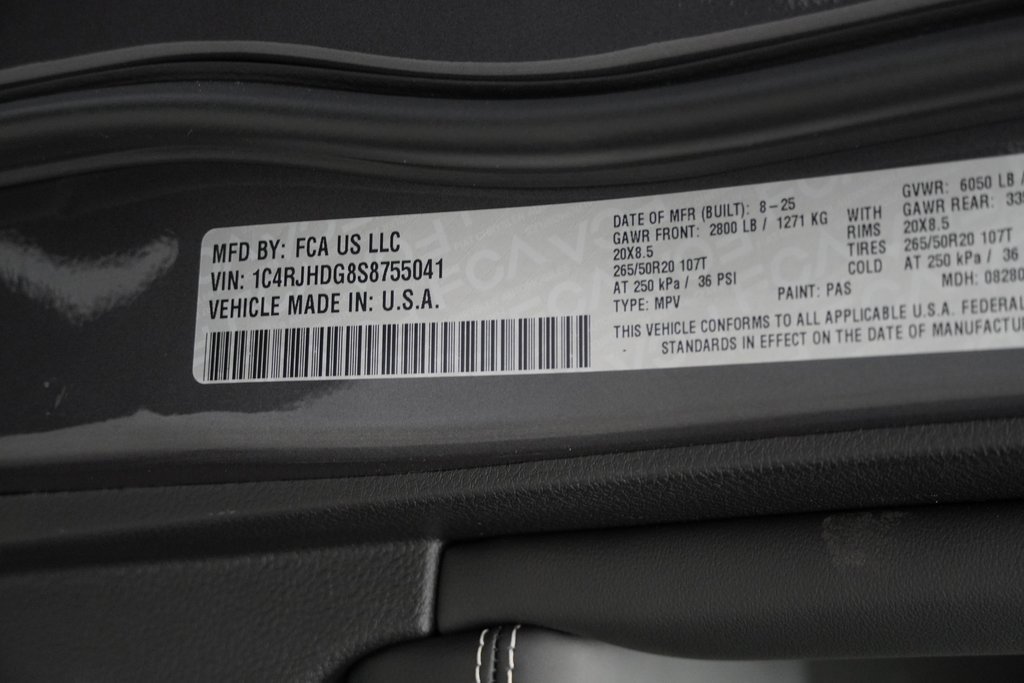 MFD BY: FCA US LLC
VIN: 1C4RJHDG8S8755041
VEHICLE MADE IN: U.S.A.
DATE OF MFR (BUILT): 8-25
GAWR FRONT: 2800 LB / 1271 KG
20X8.5
265/50R20 107T
AT 250 kPa / 36 PSI
TYPE: MPV
PAINT: PAS
WITH
RIMS
TIRES
COLD
GVWR: 6050 LB /
GAWR REAR: 335
20X8.5
265/50R20 107T
AT 250 kPa / 36
MDH: 08280
THIS VEHICLE CONFORMS TO ALL APPLICABLE U.S.A. FEDERAL
STANDARDS IN EFFECT ON THE DATE OF MANUFACTU